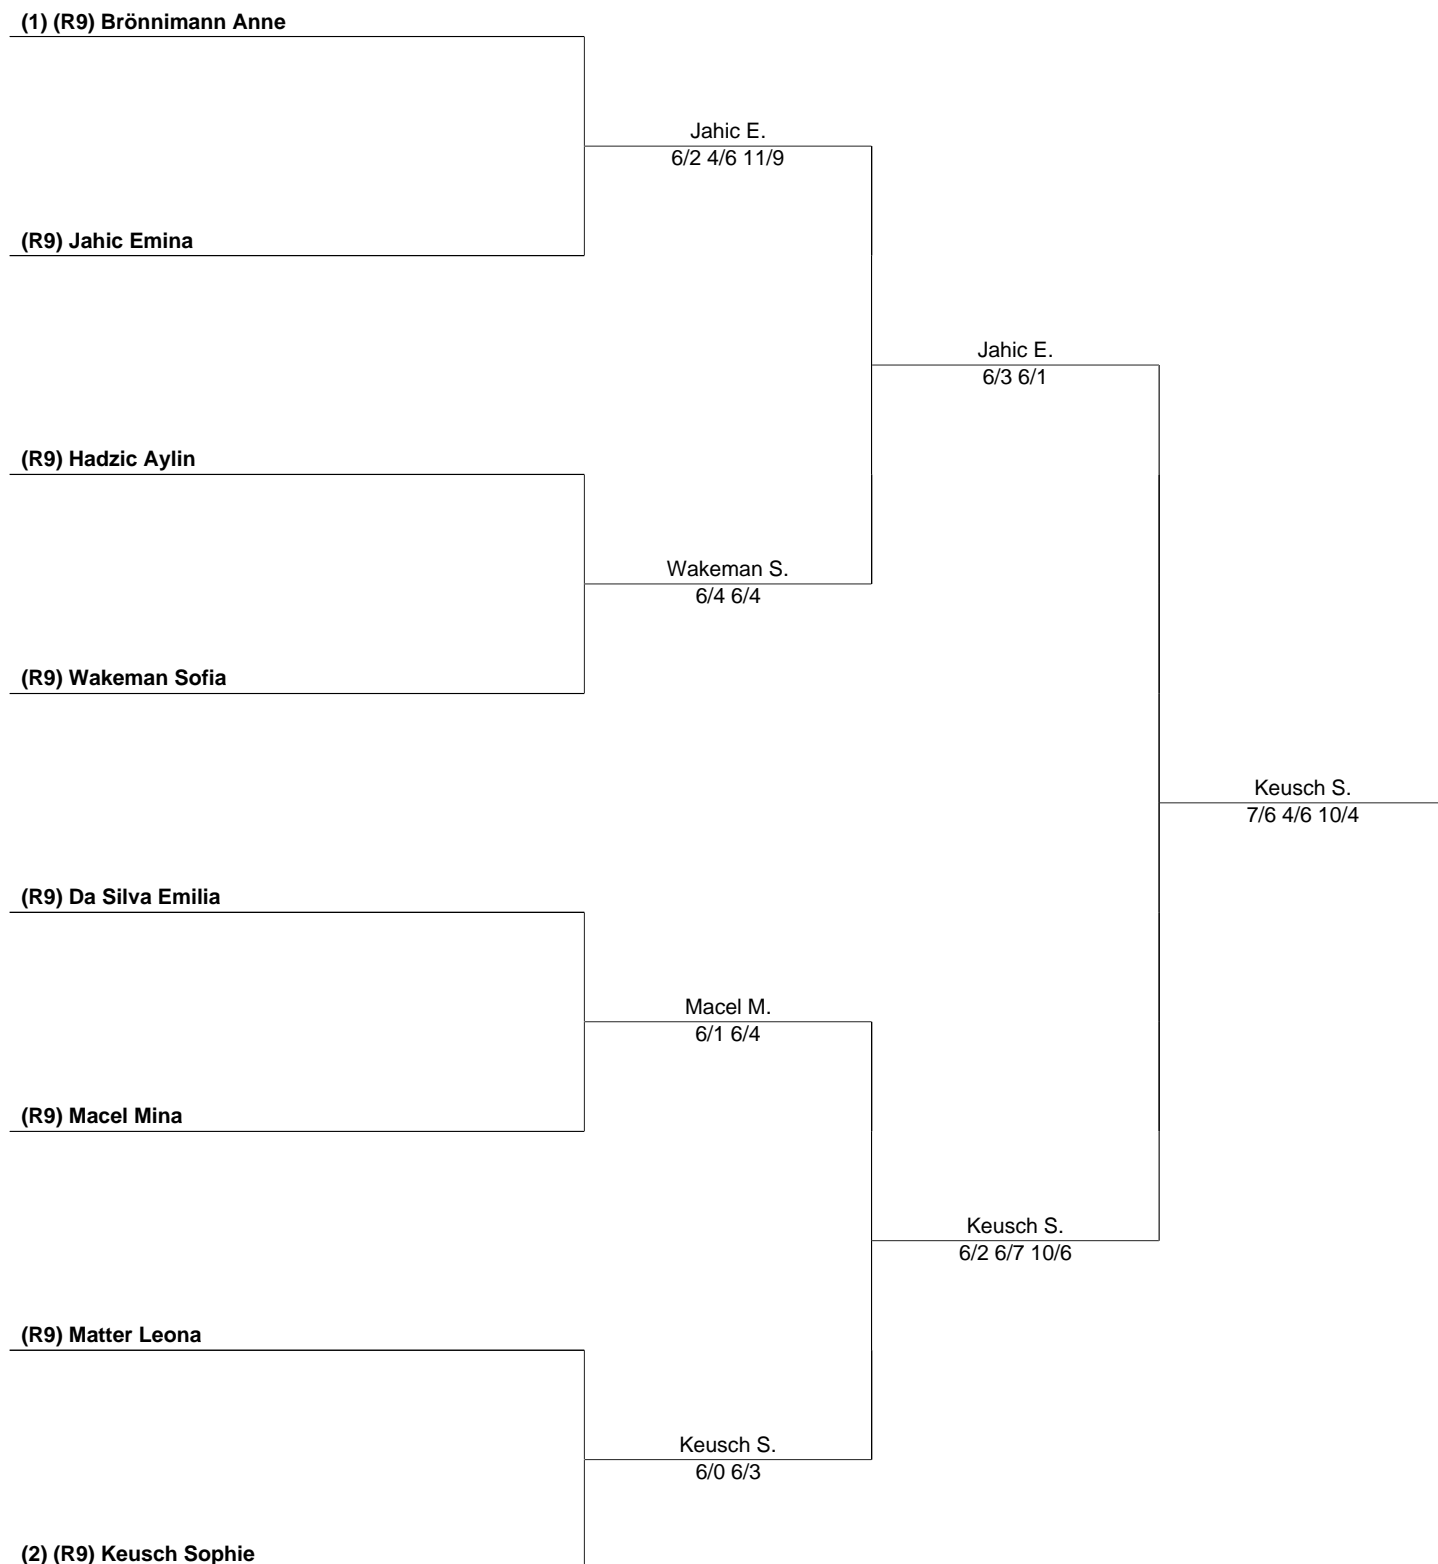 (1) (R9) Brönnimann Anne
Jahic E.
6/2 4/6 11/9
(R9) Jahic Emina
Jahic E.
6/3 6/1
(R9) Hadzic Aylin
Wakeman S.
6/4 6/4
(R9) Wakeman Sofia
Keusch S.
7/6 4/6 10/4
(R9) Da Silva Emilia
Macel M.
6/1 6/4
(R9) Macel Mina
Keusch S.
6/2 6/7 10/6
(R9) Matter Leona
Keusch S.
6/0 6/3
(2) (R9) Keusch Sophie